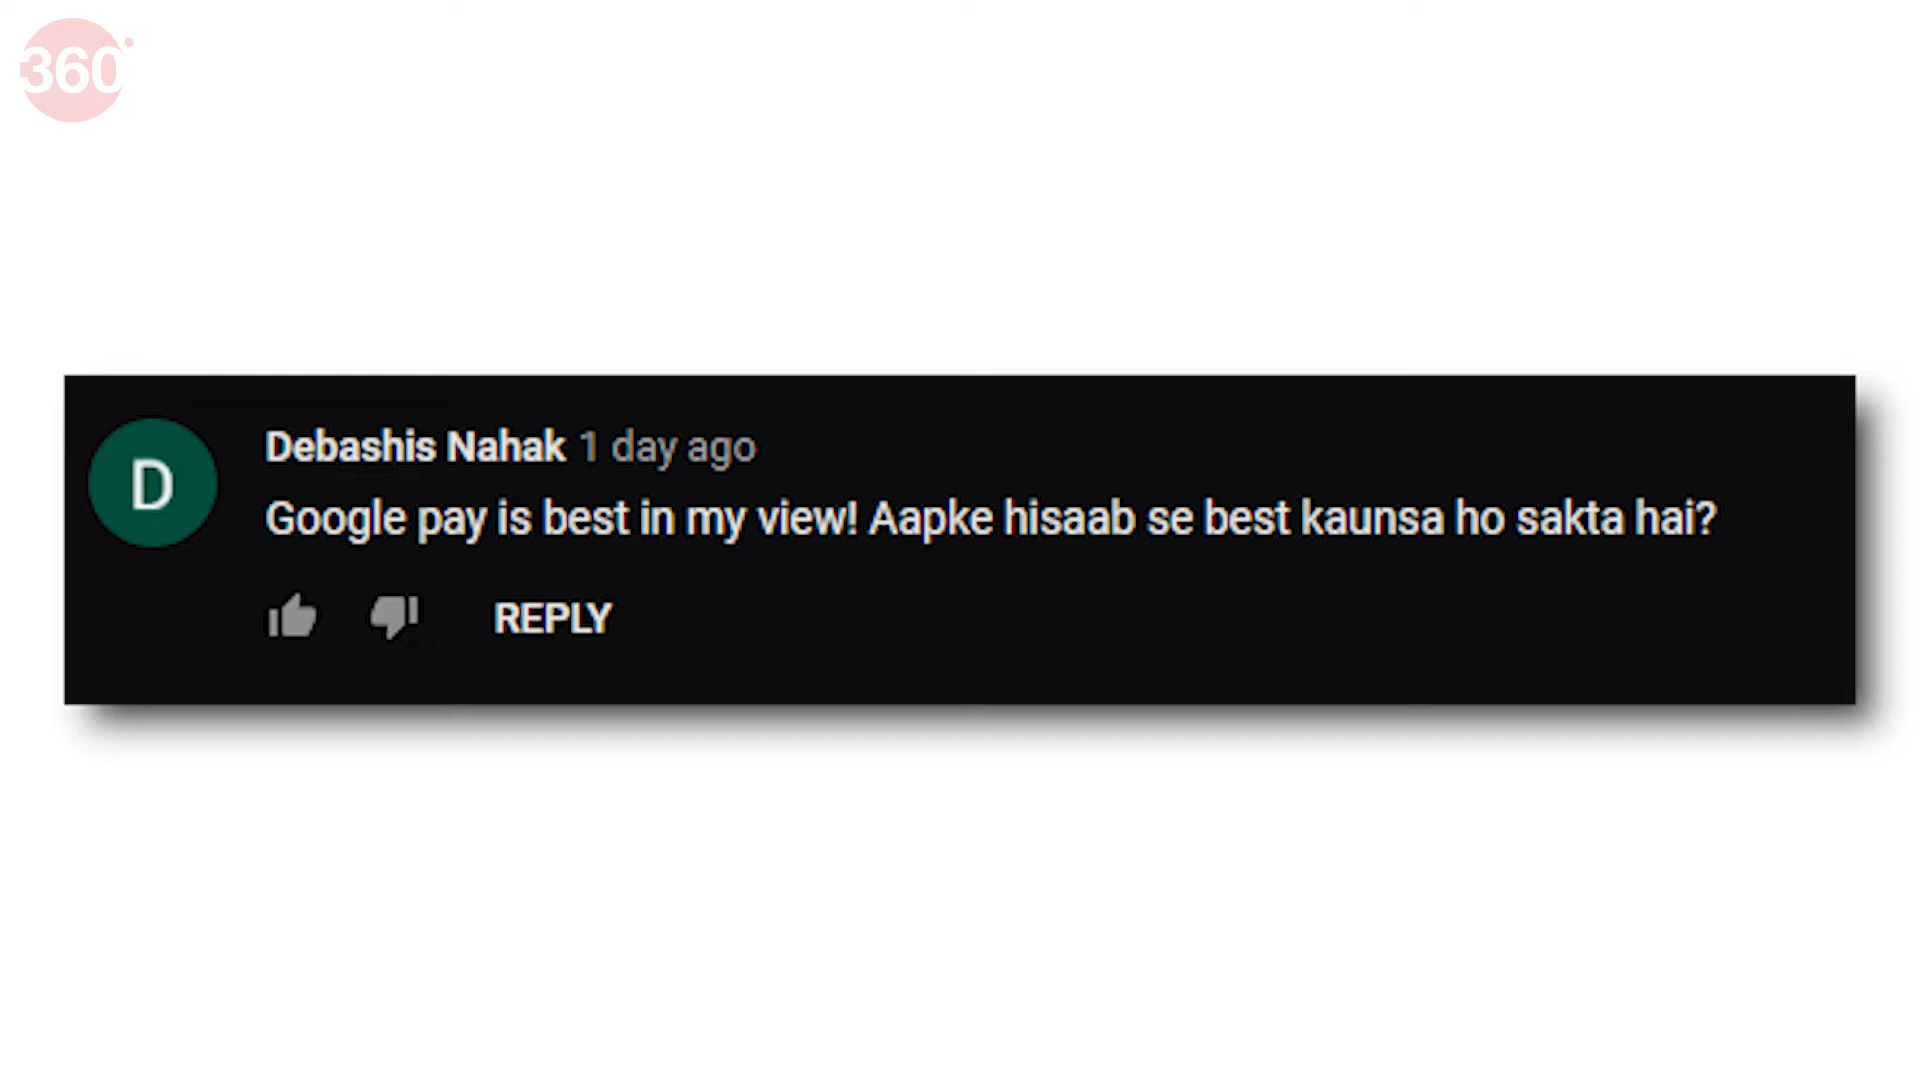 360°
Debashis Nahak 1 day ago
D
Google pay is best in my view! Aapke hisaab se best kaunsa ho sakta hai?
REPLY